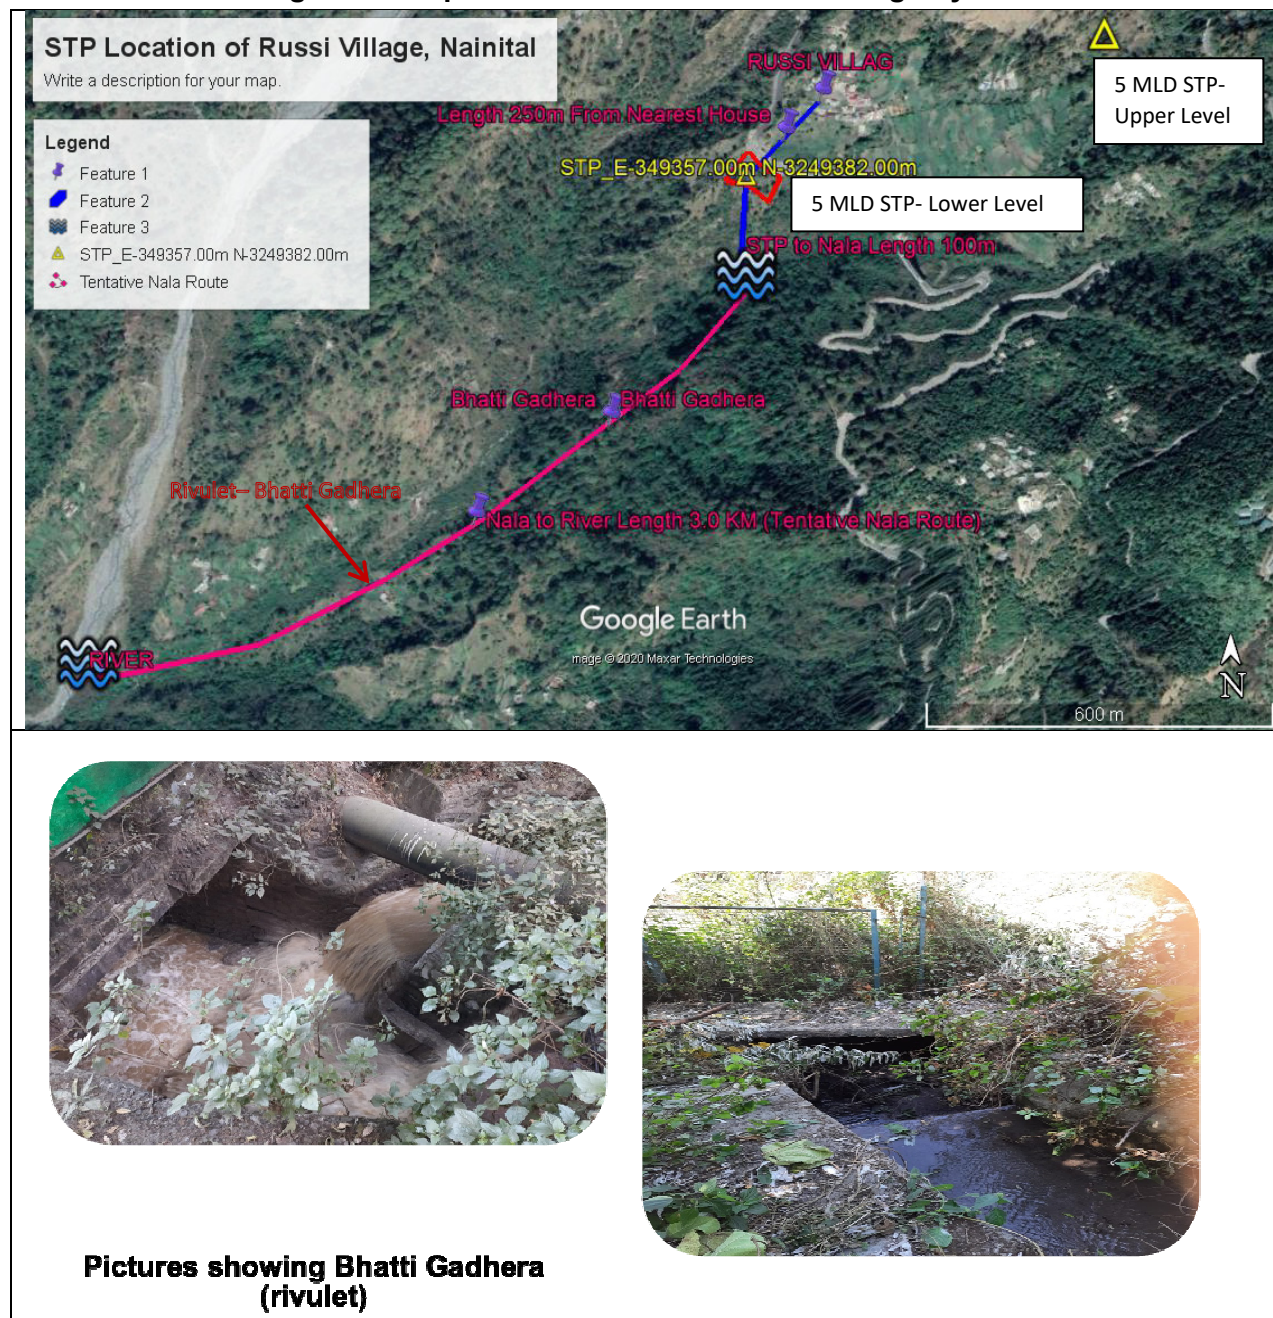 STP Location of Russi Village, Nainital
Write a description for your map.
Legend
Feature 1
Feature 2
Feature 3
STP_E-349357.00m N-3249382.00m
Tentative Nala Route
RUSSI VILLAG
5 MLD STP-
Upper Level
Length 250m From Nearest House
STP_E-349357.00m N-3249382.00m
5 MLD STP- Lower Level
STP to Nala Length 100m
Bhatti Gadhera
Bhatti Gadhera
Rivulet– Bhatti Gadhera
Nala to River Length 3.0 KM (Tentative Nala Route)
Google Earth
mage © 2020 Maxar Technologies
RIVER
N
600 m
Pictures showing Bhatti Gadhera
(rivulet)